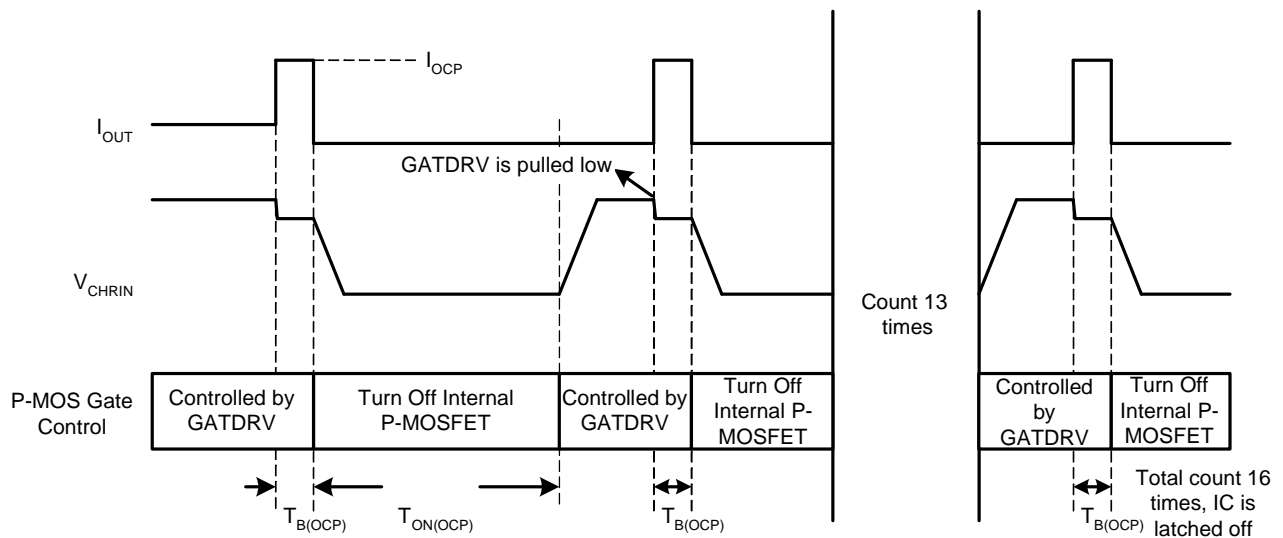 I_OCP
I_OUT
GATDRV is pulled low
V_CHRIN
Count 13
times
P-MOS Gate
Control
Controlled by
GATDRV
Turn Off Internal
P-MOSFET
Controlled by
GATDRV
Turn Off
Internal P-
MOSFET
Controlled
by
GATDRV
Turn Off
Internal P-
MOSFET
T_B(OCP)
T_ON(OCP)
T_B(OCP)
T_B(OCP)
Total count 16
times, IC is
latched off